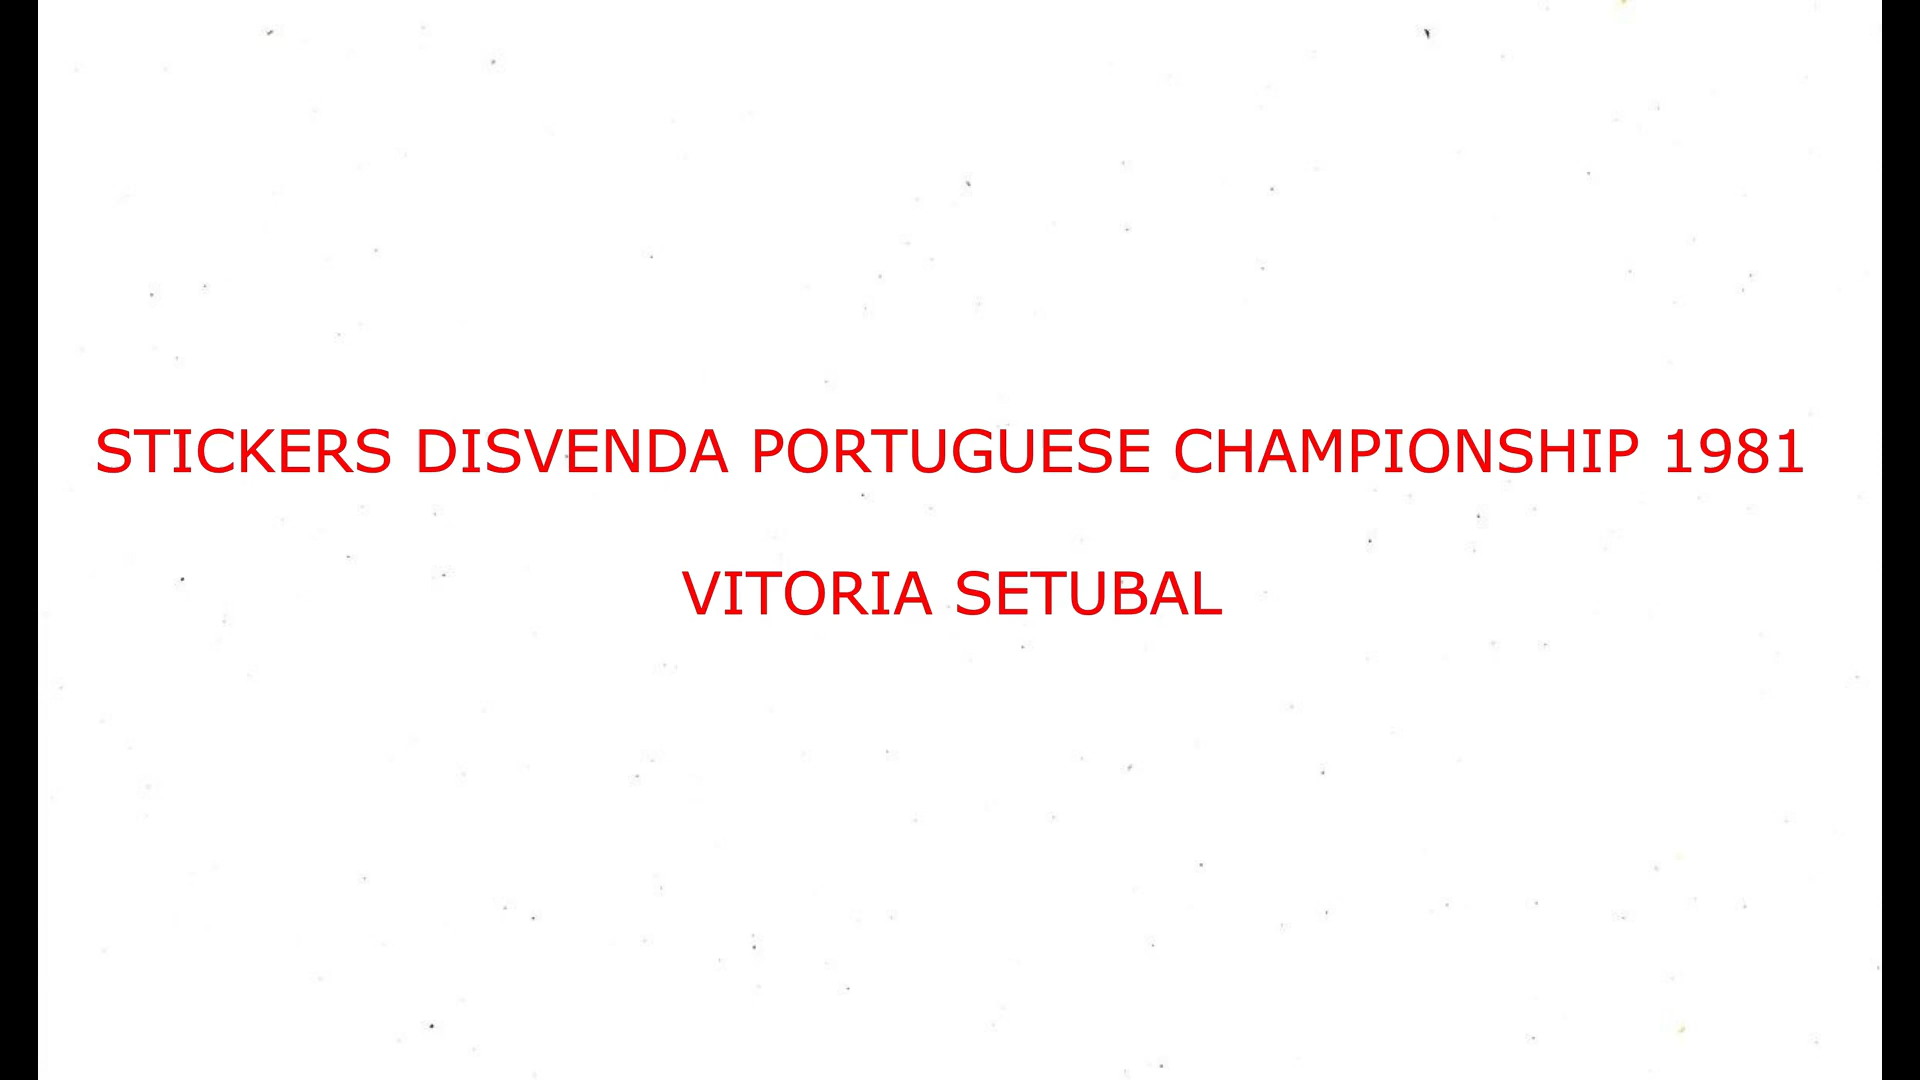 STICKERS DISVENDA PORTUGUESE CHAMPIONSHIP 1981
VITORIA SETUBAL